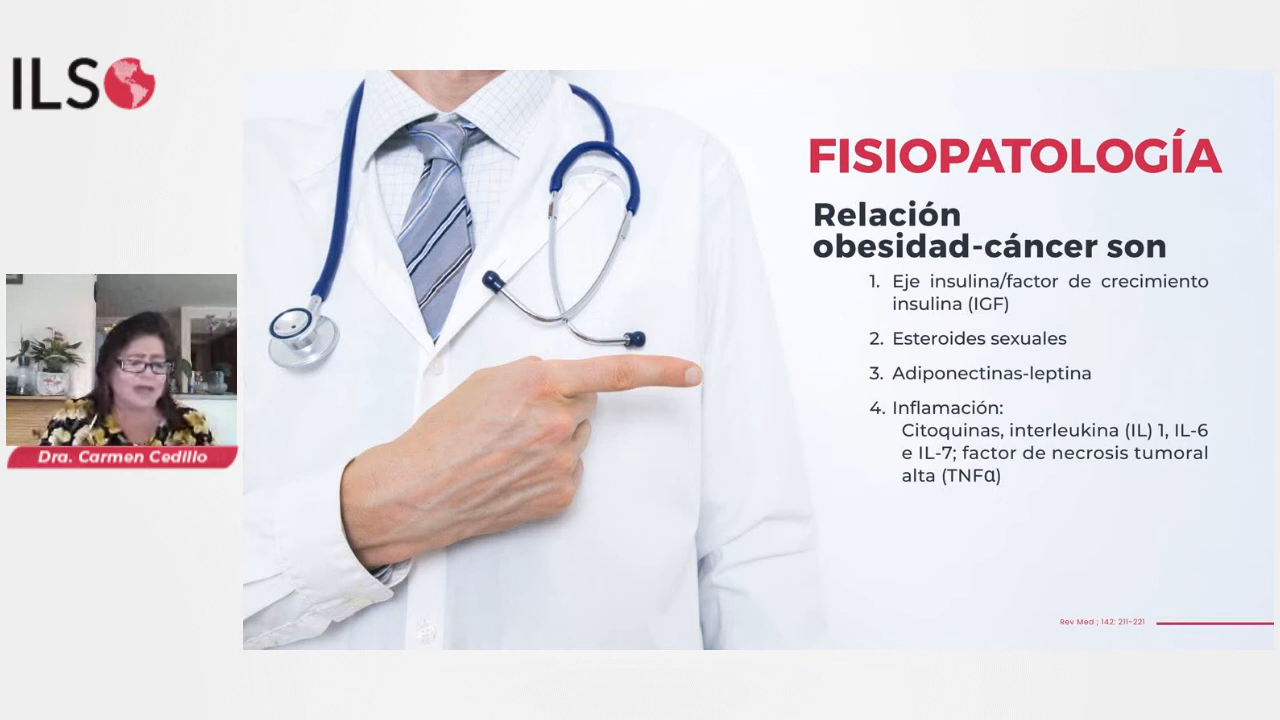 ILSO
FISIOPATOLOGÍA
Relación
obesidad-cáncer son
1. Eje insulina/factor de crecimiento
insulina (IGF)
2. Esteroides sexuales
3. Adiponectinas-leptina
4. Inflamación:
Citoquinas, interleukina (IL) 1, IL-6
e IL-7; factor de necrosis tumoral
alta (TNFα)
Dra. Carmen Cedillo
Rev Med ; 142: 211-221